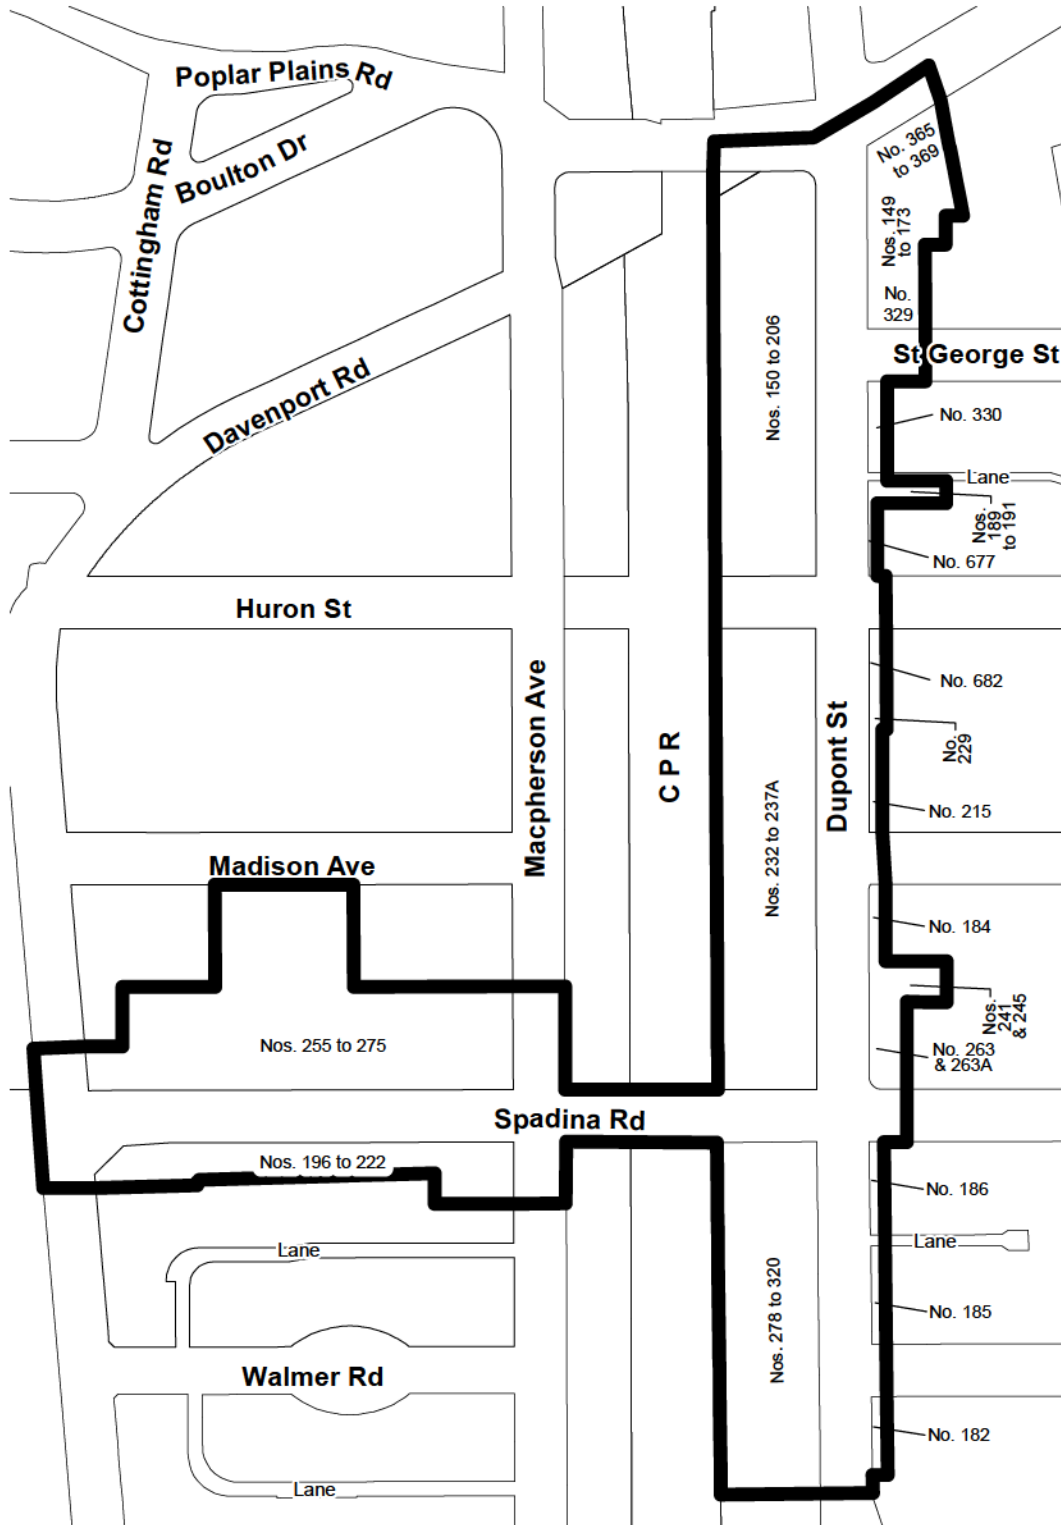 Poplar Plains Rd
Boulton Dr
Cottingham Rd
Davenport Rd
No. 365
to 369
Nos. 149
to 173
No.
329
St George St
Nos. 150 to 206
No. 330
Lane
Nos.
189
to 191
No. 677
Huron St
Macpherson Ave
C P R
Dupont St
No. 682
No.
229
Nos. 232 to 237A
No. 215
Madison Ave
No. 184
Nos.
241
& 245
Nos. 255 to 275
No. 263
& 263A
Spadina Rd
Nos. 196 to 222
No. 186
Lane
Lane
Nos. 278 to 320
No. 185
Walmer Rd
No. 182
Lane